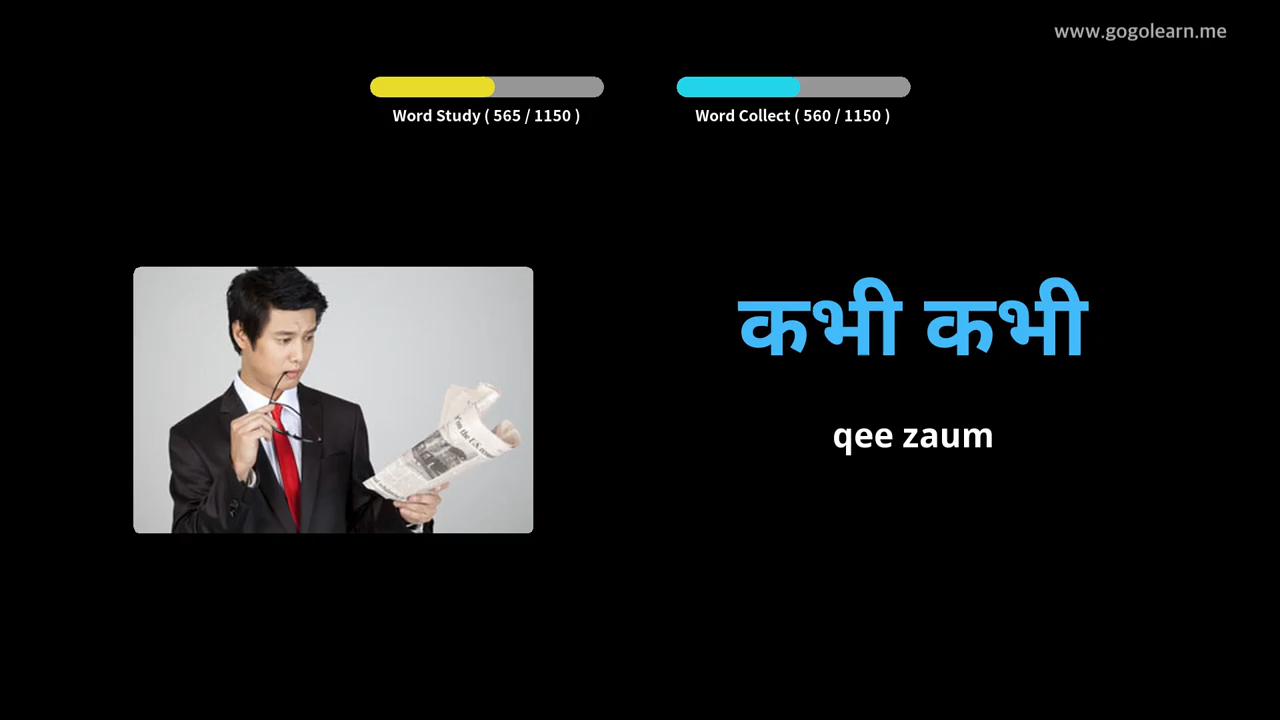 www.gogolearn.me
Word Study ( 565 / 1150 )
Word Collect ( 560 / 1150 )
कभी कभी
qee zaum